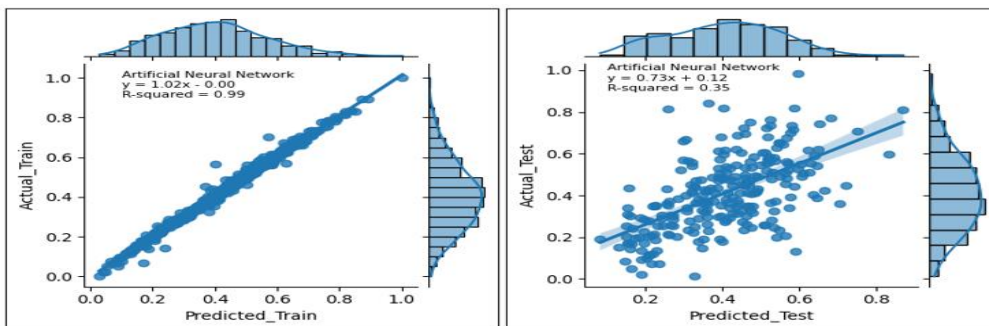 Artificial Neural Network
y = 1.02x - 0.00
R-squared = 0.99
1.0
0.8
0.6
0.4
0.2
0.0
Actual_Train
0.0 0.2 0.4 0.6 0.8 1.0
Predicted_Train
Artificial Neural Network
y = 0.73x + 0.12
R-squared = 0.35
1.0
0.8
0.6
0.4
0.2
0.0
Actual_Test
0.2 0.4 0.6 0.8
Predicted_Test